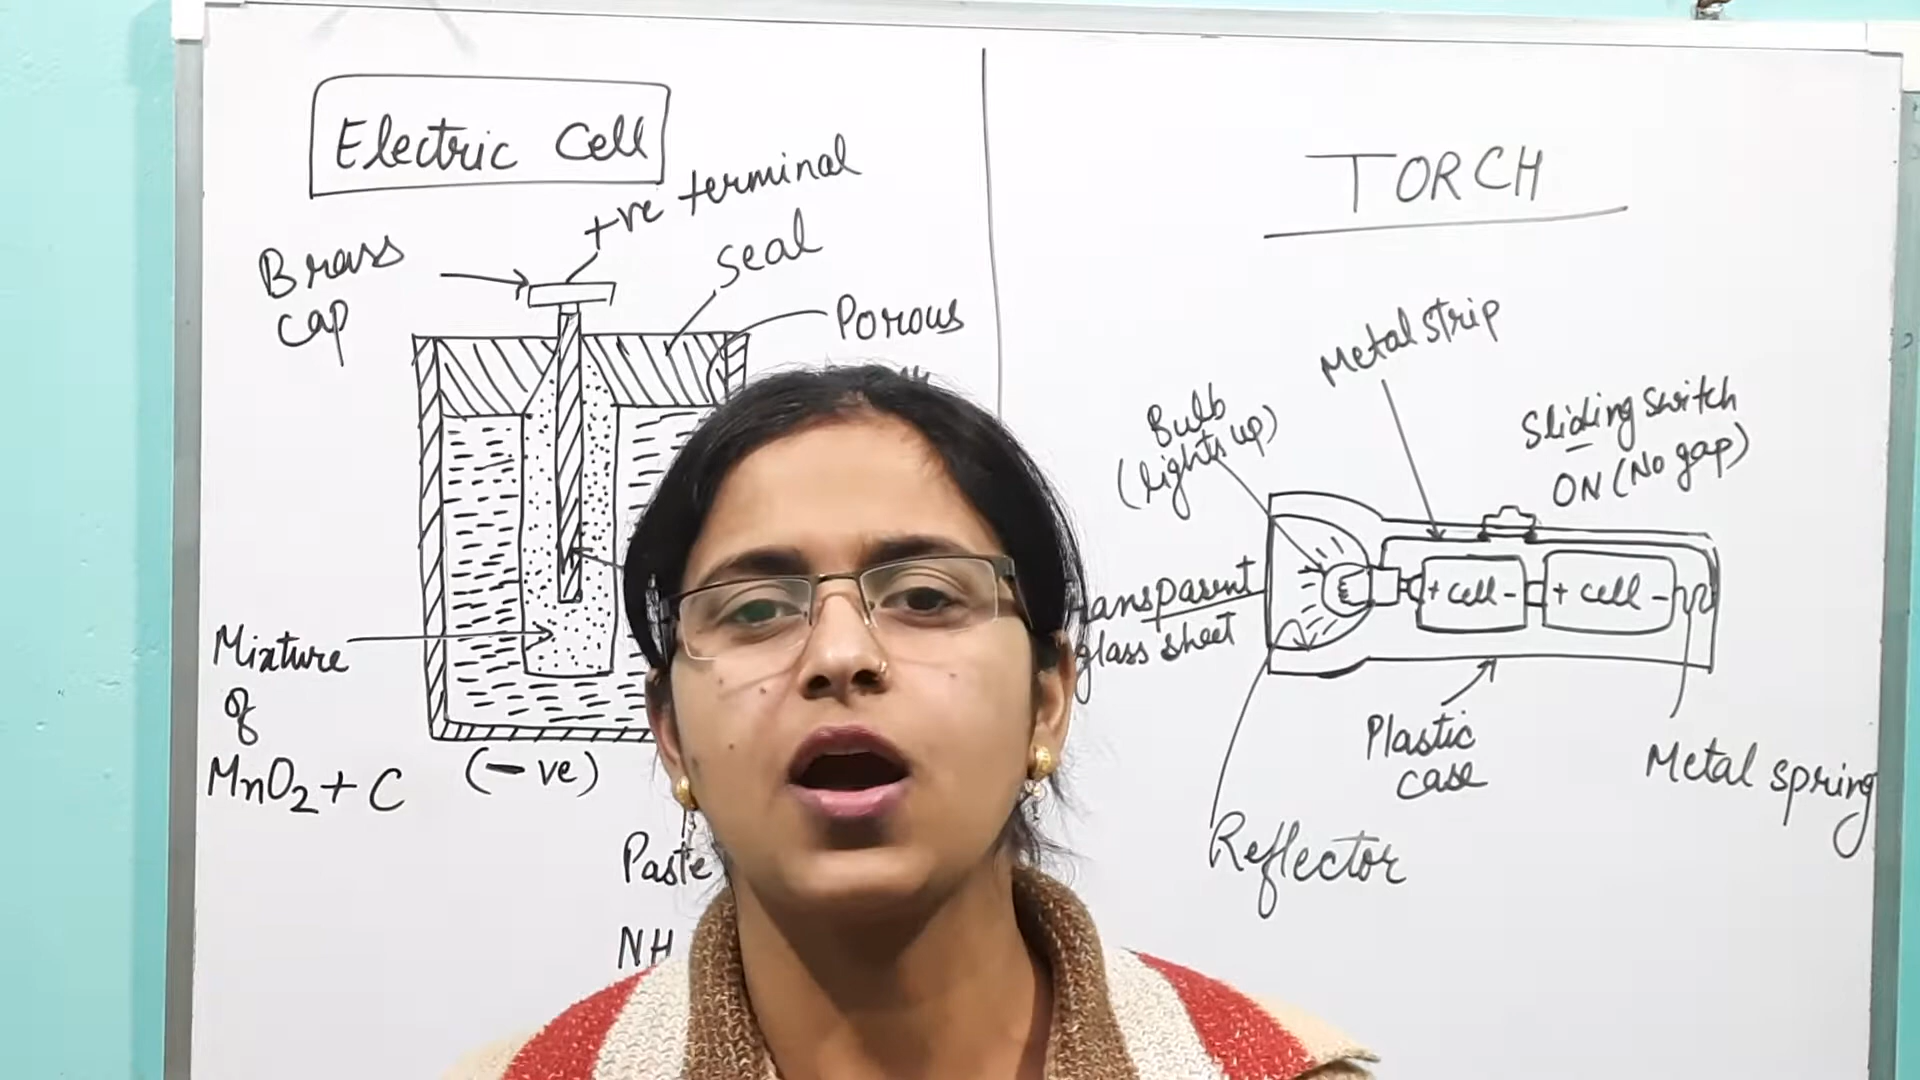 Electric Cell
+ve terminal
Seal
Brass
cap
Porous
Mixture
of
MnO2 + C
(- ve)
Paste
NH
TORCH
Metal strip
Bulb
(lights up)
Sliding switch
ON (No gap)
ansparent
glass sheet
+ cell -
+ cell -
Plastic
case
Metal spring
Reflector